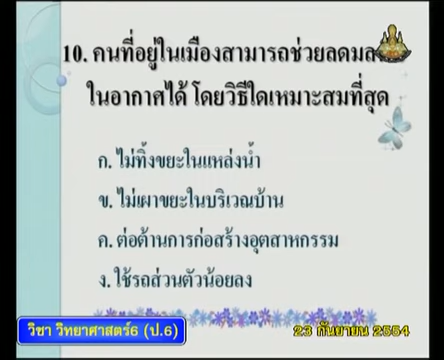 10. คนที่อยู่ในเมืองสามารถช่วยลดมล
ในอากาศได้ โดยวิธีใดเหมาะสมที่สุด
ก. ไม่ทิ้งขยะในแหล่งน้ำ
ข. ไม่เผาขยะในบริเวณบ้าน
ค. ต่อต้านการก่อสร้างอุตสาหกรรม
ง. ใช้รถส่วนตัวน้อยลง
วิชา วิทยาศาสตร์6 (ป.6)
23 กันยายน 2554